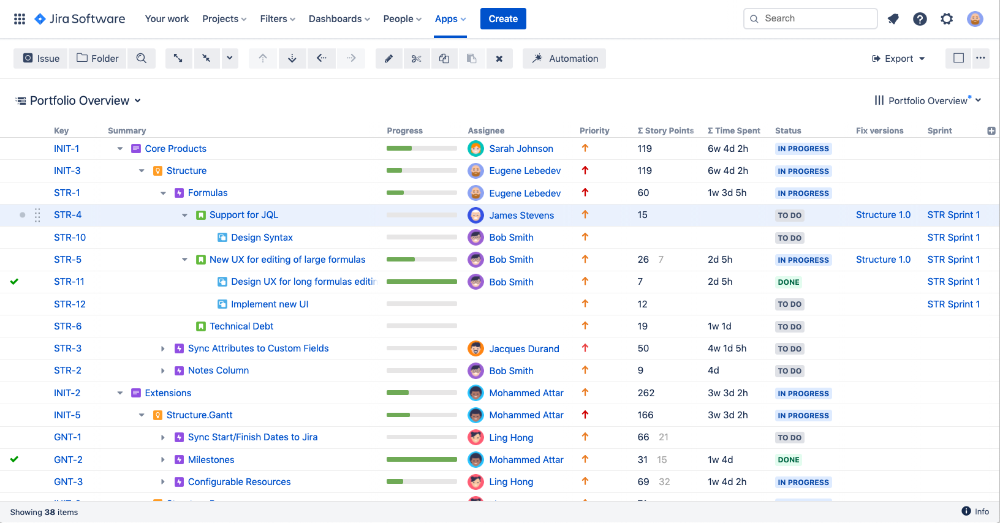 Jira Software Your work Projects Filters Dashboards People Apps Create Search
Issue Folder Automation Export
Portfolio Overview Portfolio Overview*
Key Summary Progress Assignee Priority Σ Story Points Σ Time Spent Status Fix versions Sprint
INIT-1 Core Products Sarah Johnson 119 6w 4d 2h IN PROGRESS
INIT-3 Structure Eugene Lebedev 119 6w 4d 2h IN PROGRESS
STR-1 Formulas Eugene Lebedev 60 1w 3d 5h IN PROGRESS
STR-4 Support for JQL James Stevens 15 TO DO Structure 1.0 STR Sprint 1
STR-10 Design Syntax Bob Smith TO DO STR Sprint 1
STR-5 New UX for editing of large formulas Bob Smith 26 7 2d 5h IN PROGRESS Structure 1.0 STR Sprint 1
STR-11 Design UX for long formulas editin Bob Smith 7 2d 5h DONE STR Sprint 1
STR-12 Implement new UI 12 TO DO STR Sprint 1
STR-6 Technical Debt 19 1w 1d TO DO
STR-3 Sync Attributes to Custom Fields Jacques Durand 50 4w 1d 5h TO DO
STR-2 Notes Column Bob Smith 9 4d TO DO
INIT-2 Extensions Mohammed Attar 262 3w 3d 2h IN PROGRESS
INIT-5 Structure.Gantt Mohammed Attar 166 3w 3d 2h IN PROGRESS
GNT-1 Sync Start/Finish Dates to Jira Ling Hong 66 21 TO DO
GNT-2 Milestones Mohammed Attar 31 15 1w 4d DONE
GNT-3 Configurable Resources Ling Hong 69 32 1w 4d 2h IN PROGRESS
Showing 38 items Info